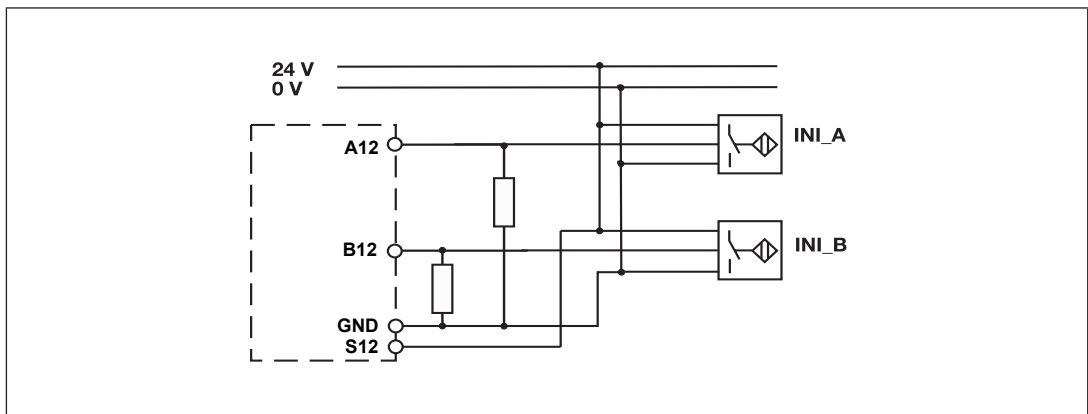 24 V
0 V
A12
INI_A
B12
INI_B
GND
S12